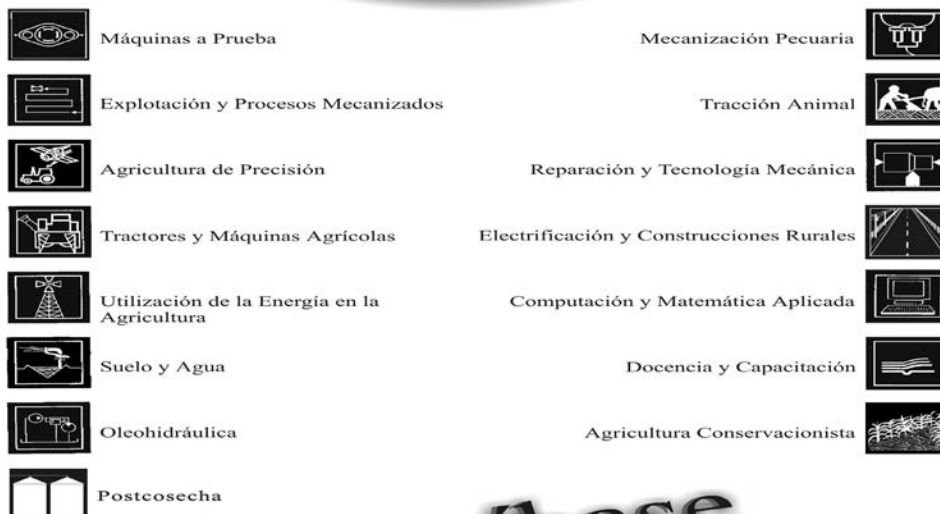 Máquinas a Prueba
Explotación y Procesos Mecanizados
Agricultura de Precisión
Tractores y Máquinas Agrícolas
Utilización de la Energía en la
Agricultura
Suelo y Agua
Oleohidráulica
Postcosecha
Mecanización Pecuaria
Tracción Animal
Reparación y Tecnología Mecánica
Electrificación y Construcciones Rurales
Computación y Matemática Aplicada
Docencia y Capacitación
Agricultura Conservacionista